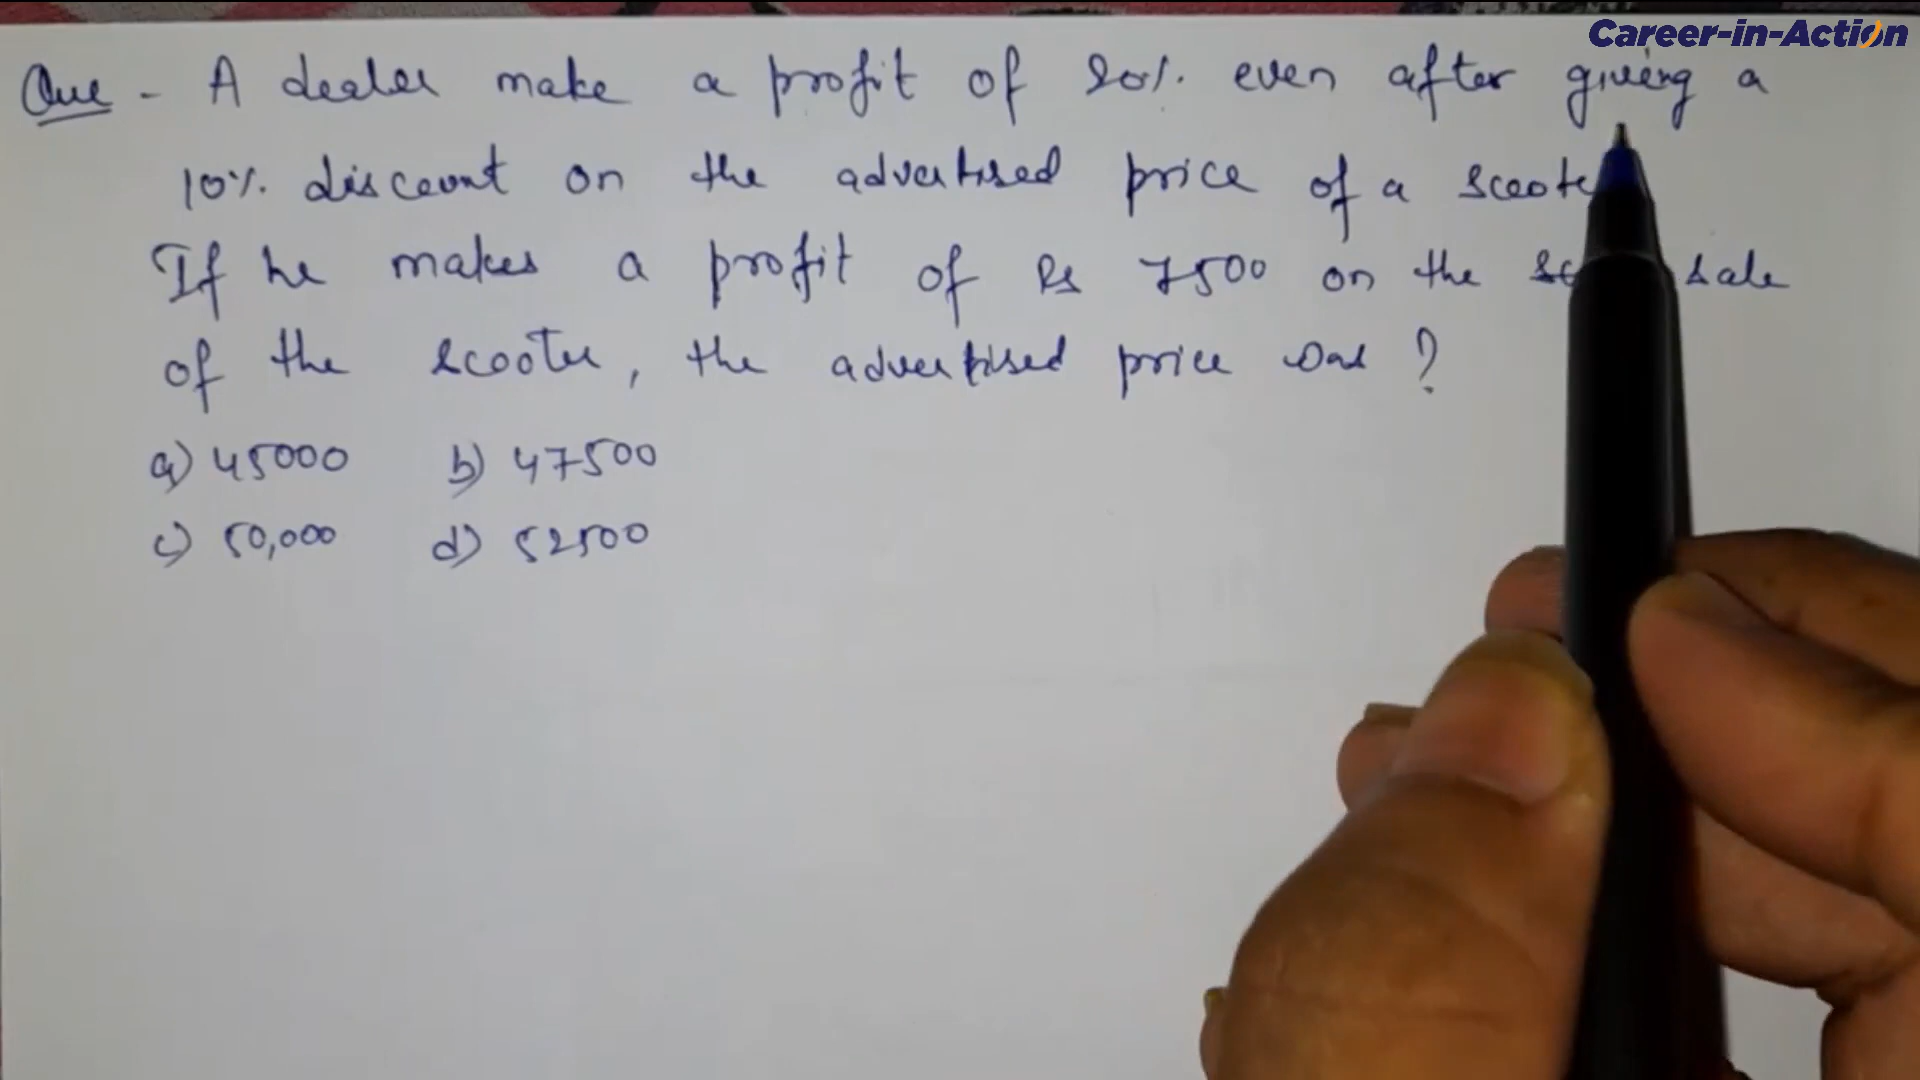 Career-in-Action
Que - A dealer make a profit of 20%. even after giving a
10%. discount on the advertised price of a scoote
If he makes a profit of Rs 7500 on the sale
of the scooter, the advertised price was ?
a) 45000 b) 47500
c) 50,000 d) 52500